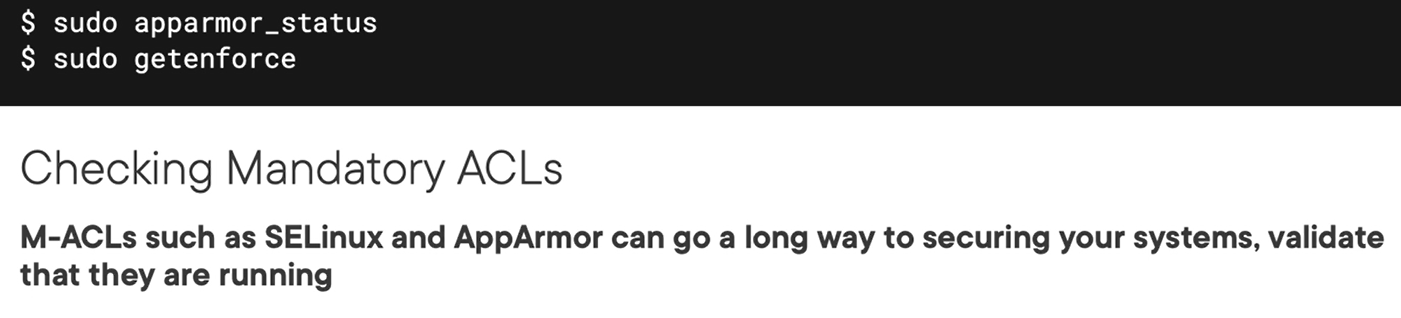 $ sudo apparmor_status
$ sudo getenforce
Checking Mandatory ACLs
M-ACLs such as SELinux and AppArmor can go a long way to securing your systems, validate
that they are running